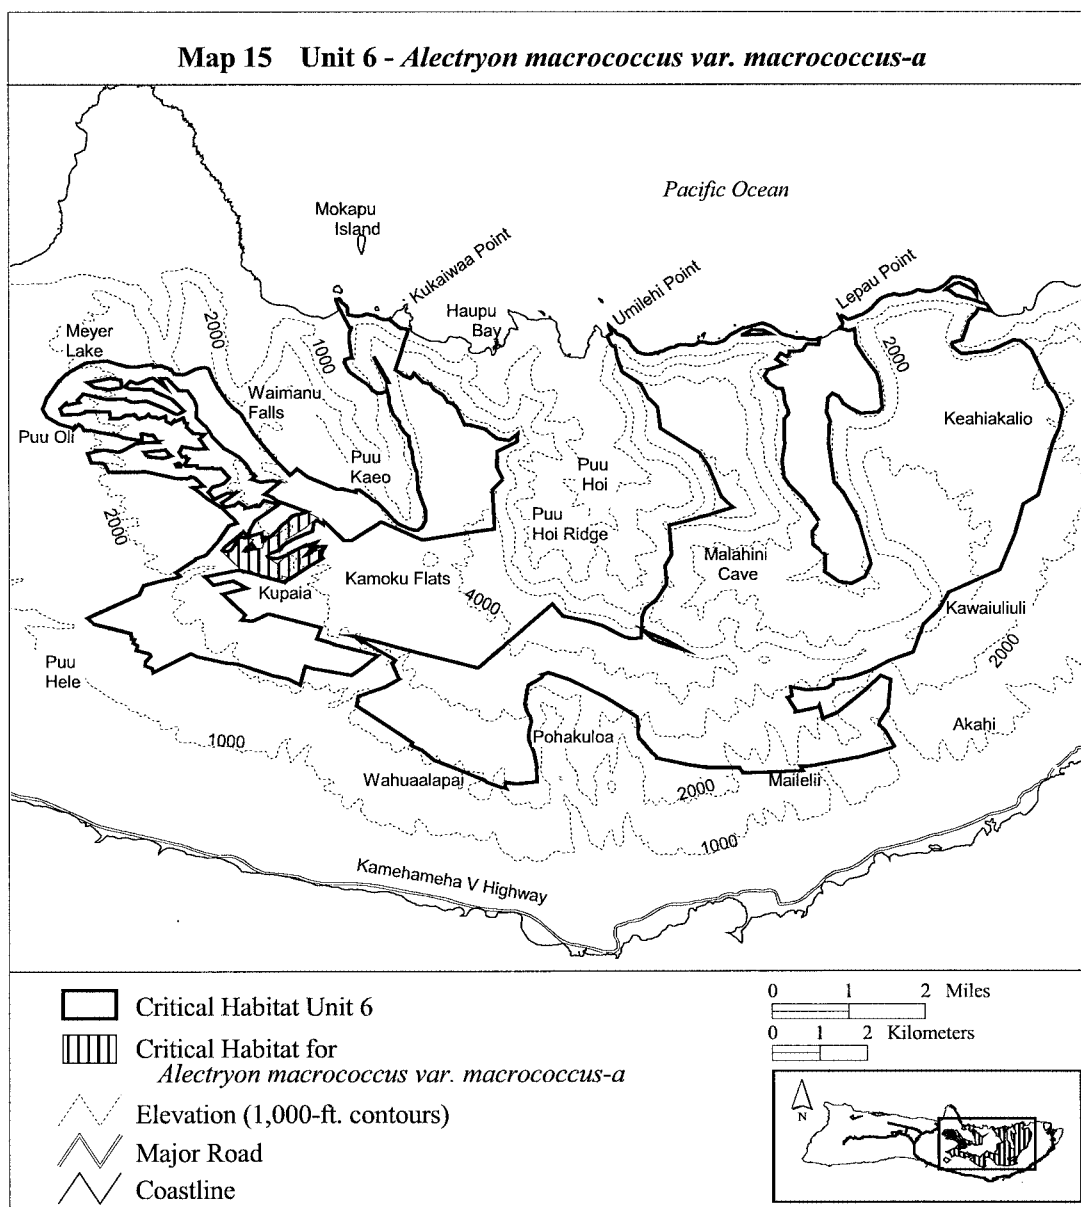 Map 15 Unit 6 - Alectryon macrococcus var. macrococcus-a
Pacific Ocean
Mokapu
Island
Kukaiwaa Point
Haupu
Bay
Umilehi Point
Lepau Point
Meyer
Lake
2000
1000
2000
Waimanu
Falls
Keahiakalio
Puu Oli
Puu
Kaeo
Puu
Hoi
2000
Puu
Hoi Ridge
Malahini
Cave
Kamoku Flats
Kupaia
4000
Kawaiuliuli
2000
Puu
Hele
1000
Pohakuloa
Akahi
Wahuaalapai
2000
Mailelii
1000
Kamehameha V Highway
Critical Habitat Unit 6
Critical Habitat for
Alectryon macrococcus var. macrococcus-a
Elevation (1,000-ft. contours)
Major Road
Coastline
0 1 2 Miles
0 1 2 Kilometers
N